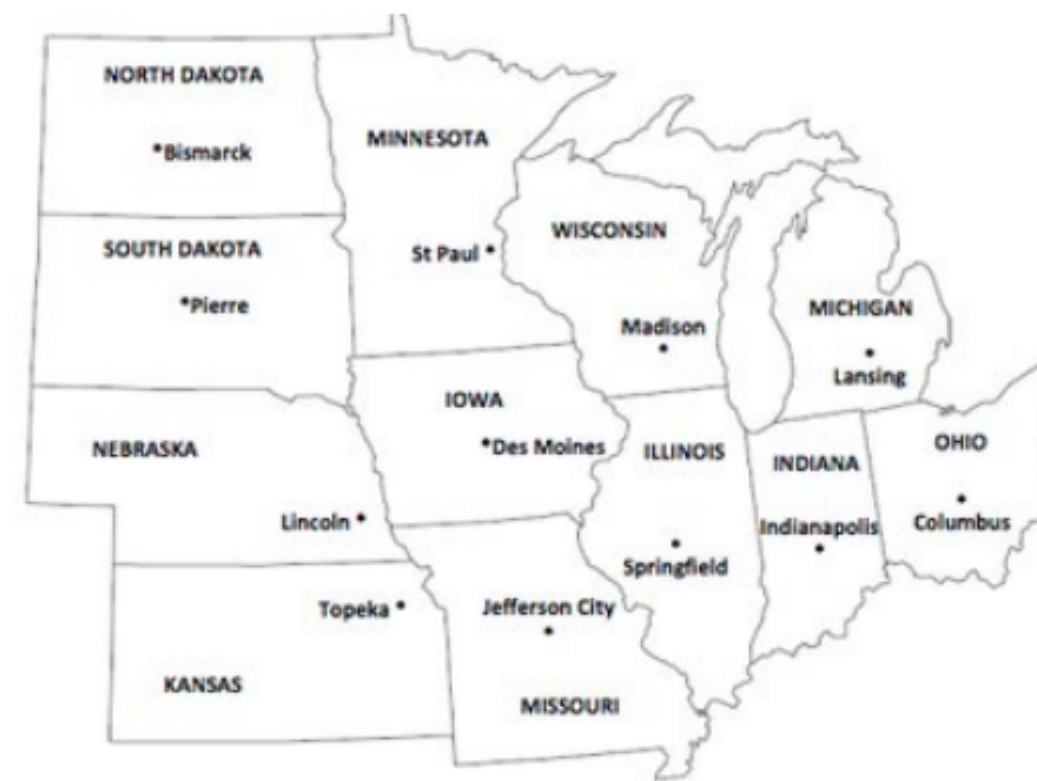 NORTH DAKOTA
Bismarck
MINNESOTA
SOUTH DAKOTA
Pierre
St Paul
WISCONSIN
Madison
MICHIGAN
Lansing
IOWA
Des Moines
NEBRASKA
Lincoln
ILLINOIS
Springfield
INDIANA
Indianapolis
OHIO
Columbus
Topeka
KANSAS
Jefferson City
MISSOURI